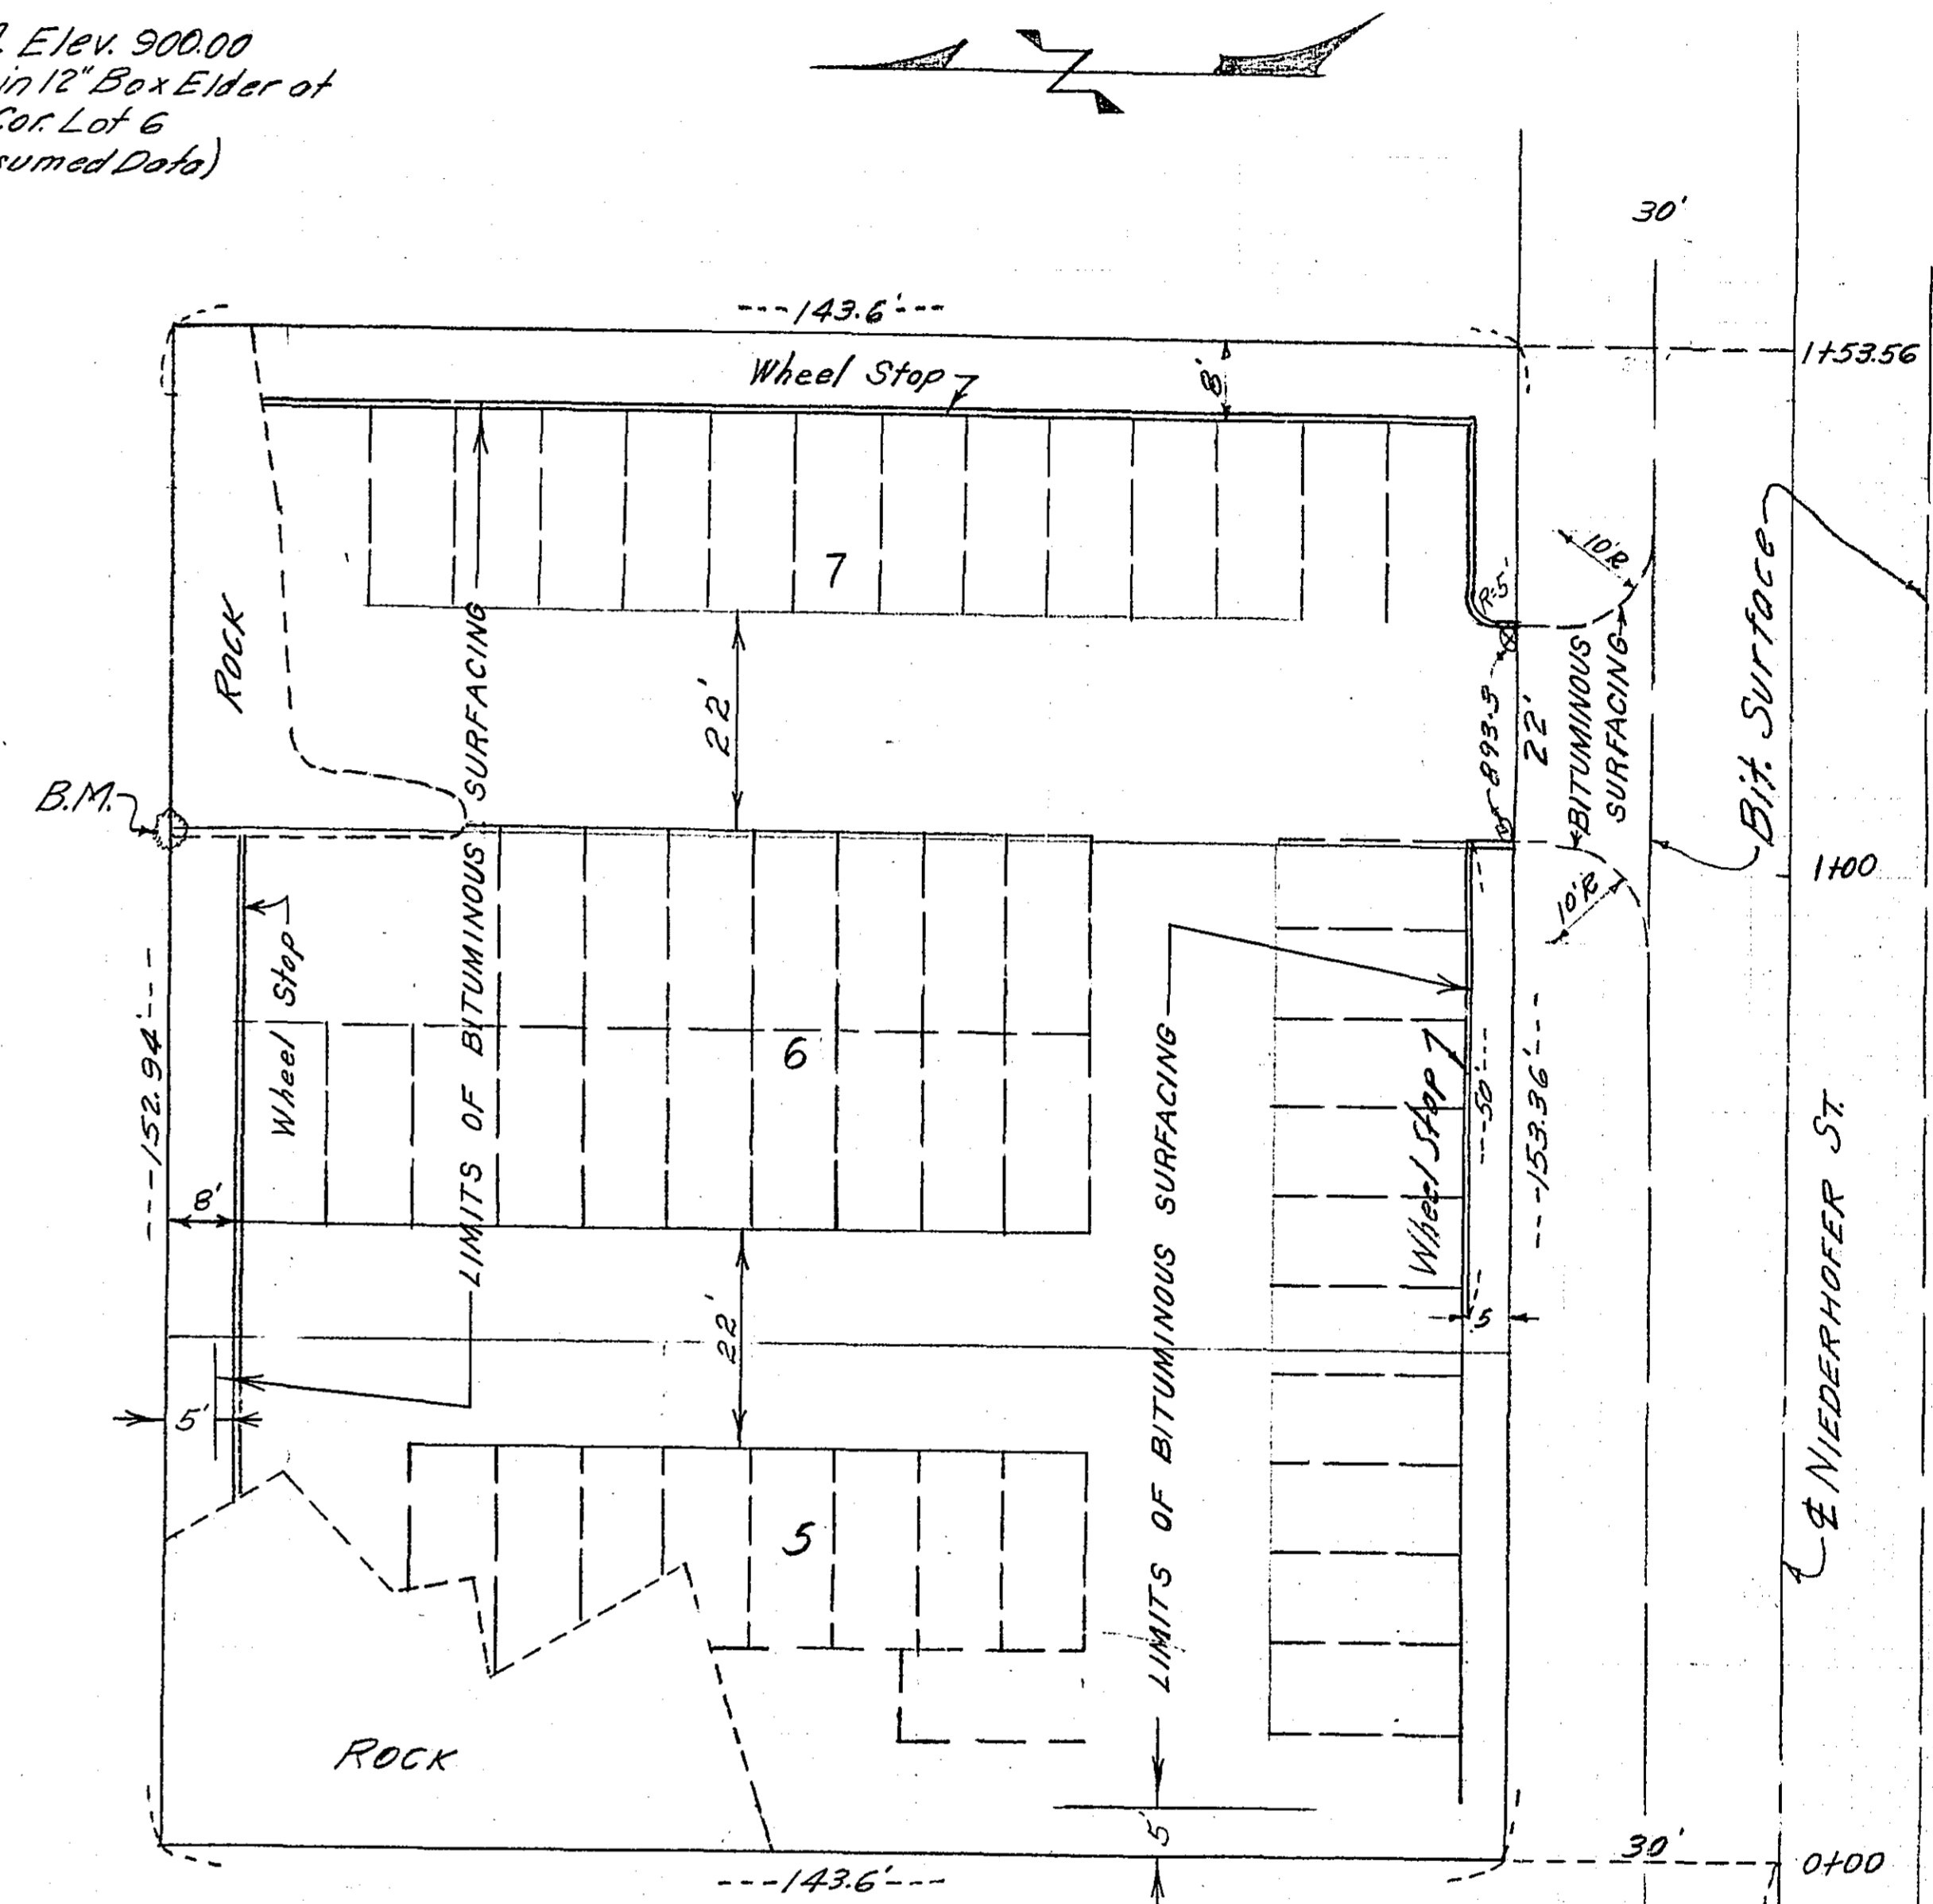 Elev. 900.00
in 12" Box Elder at
Cor. Lot 6
sumed Data)
30'
---143.6'---
1+53.56
Wheel Stop
8'
10'R
R=5'
7
ROCK
LIMITS OF BITUMINOUS SURFACING
22'
893.3
22'
BITUMINOUS
SURFACING
Bit. Surface
B.M.
1+00
10'R
Wheel Stop
---152.94'---
6
LIMITS OF BITUMINOUS SURFACING
Wheel Stop
---50'---
---153.36'---
8'
22'
5
℄ NIEDERHOFER ST.
5'
5
ROCK
5
30'
0+00
---143.6'---